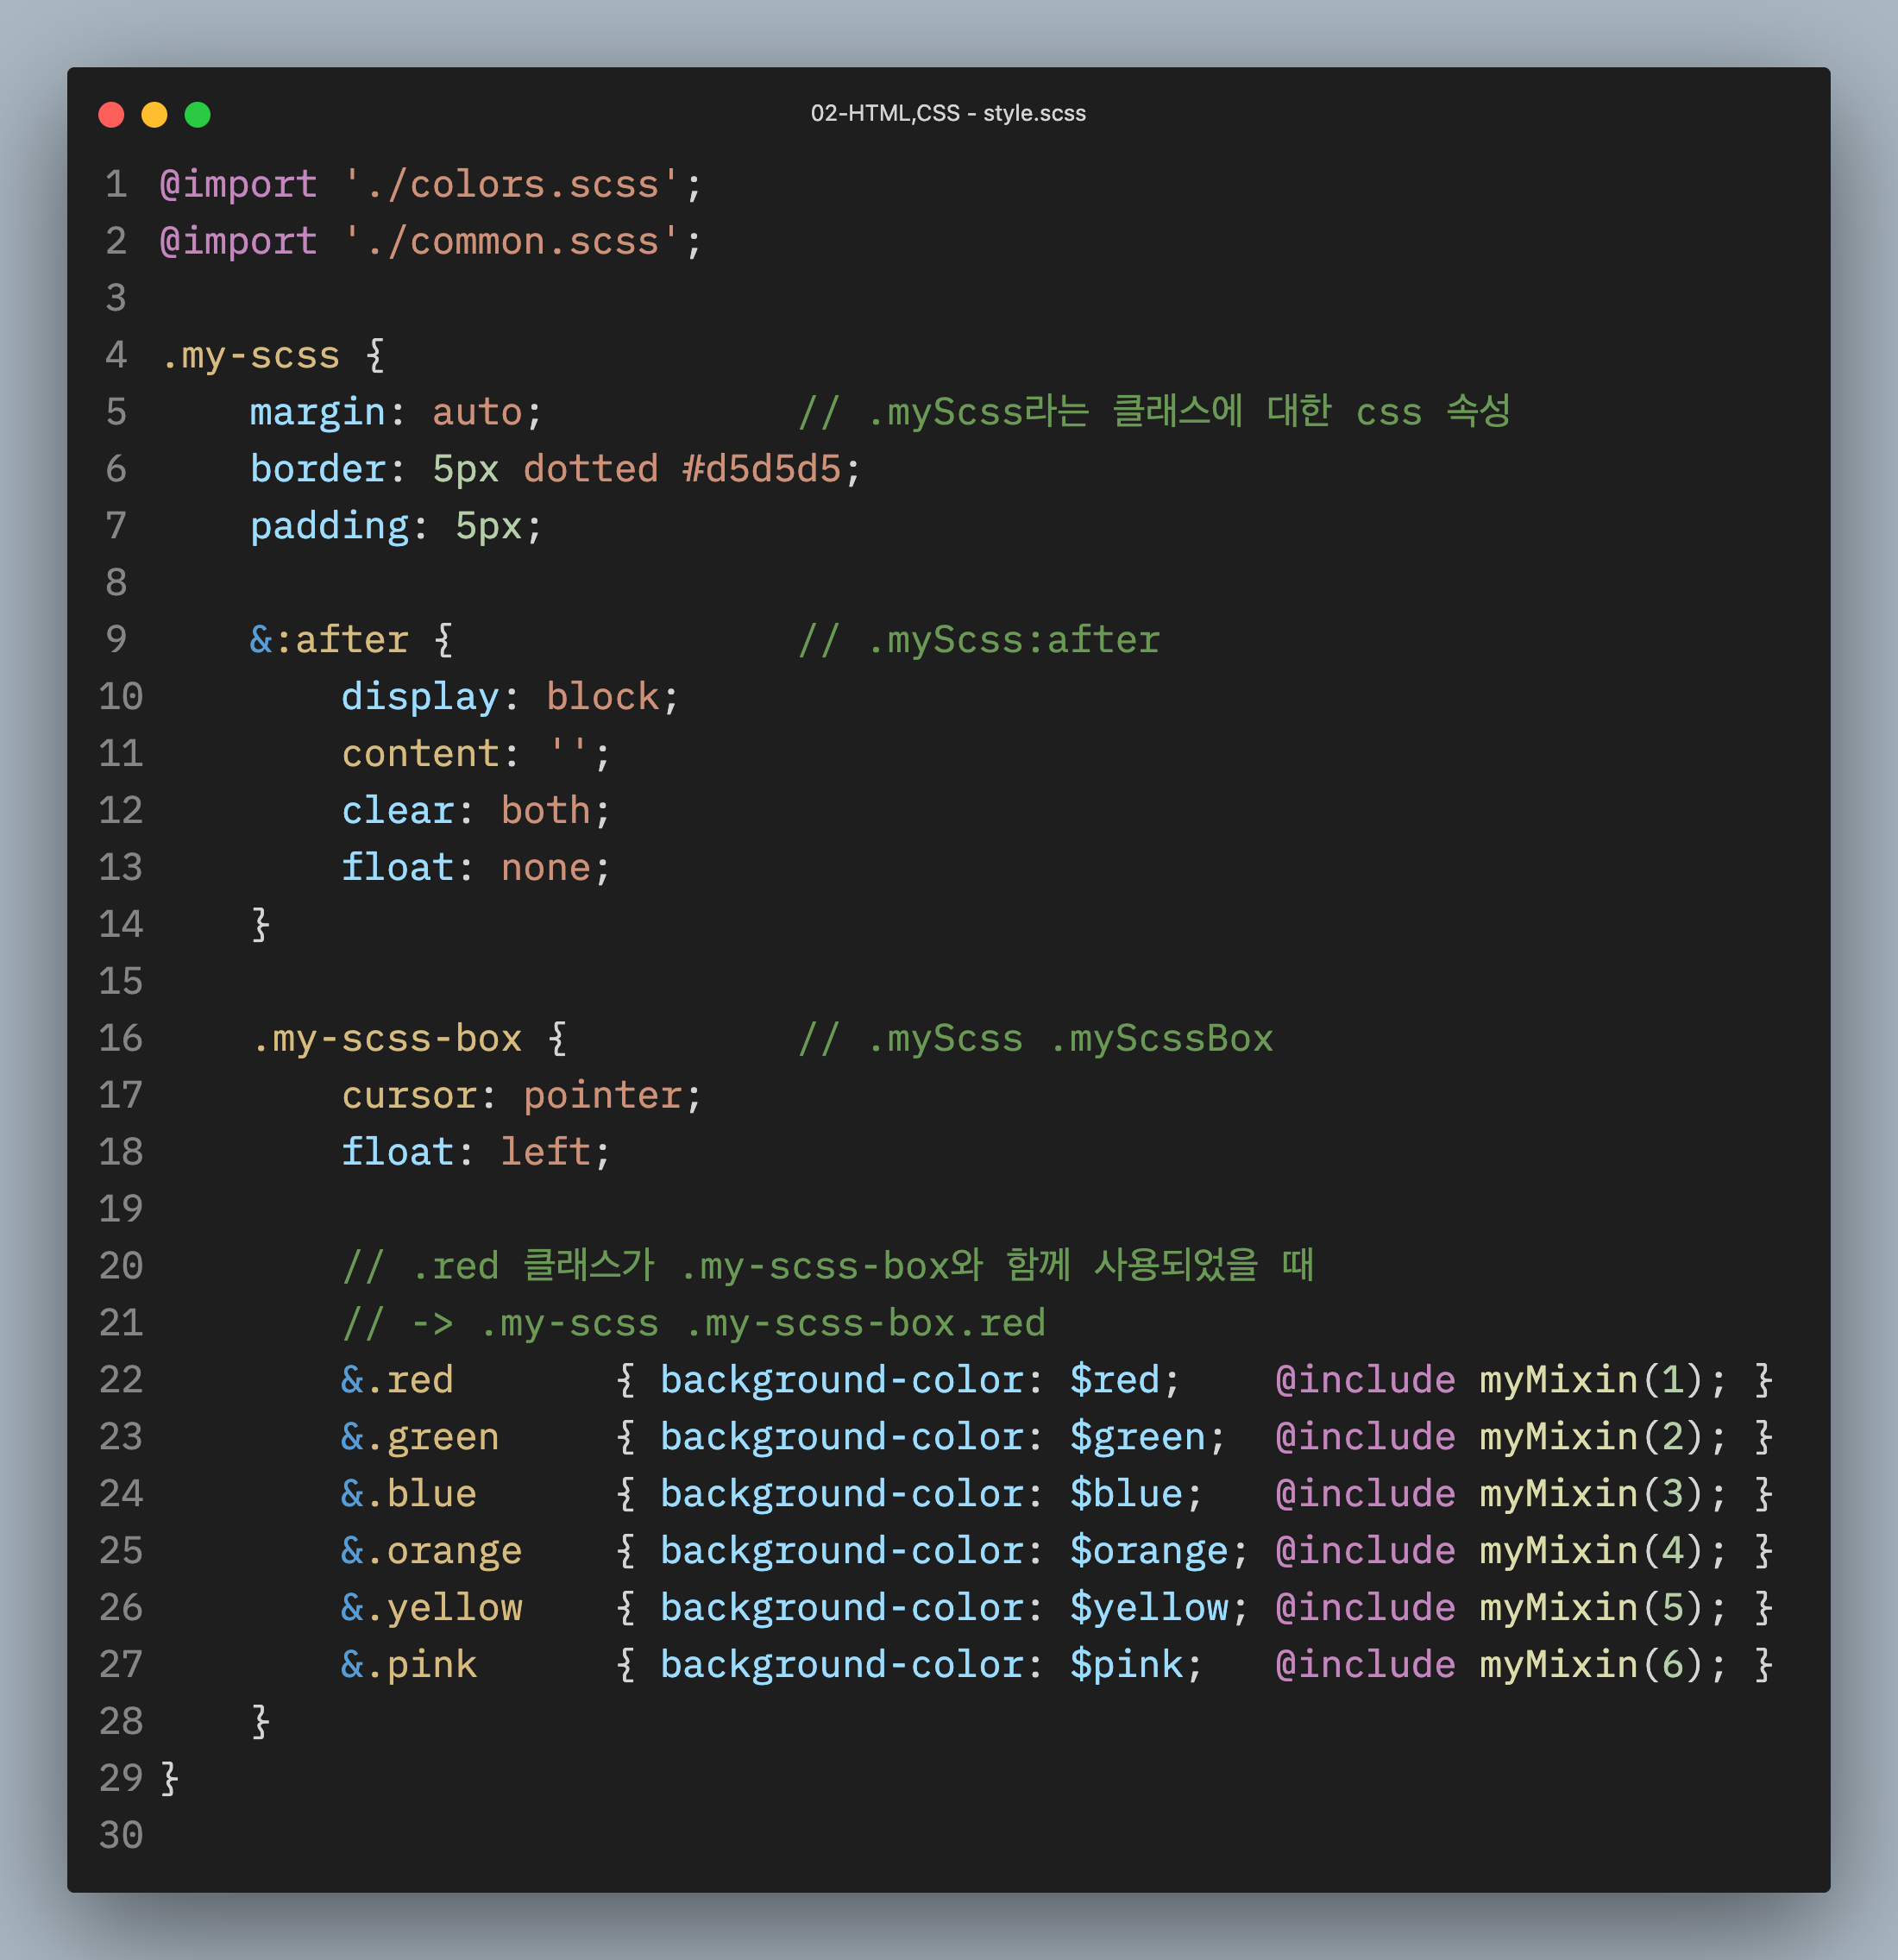 02-HTML,CSS - style.scss
1 @import './colors.scss';
2 @import './common.scss';
3
4 .my-scss {
5     margin: auto;           // .myScss라는 클래스에 대한 css 속성
6     border: 5px dotted #d5d5d5;
7     padding: 5px;
8
9     &:after {               // .myScss:after
10         display: block;
11         content: '';
12         clear: both;
13         float: none;
14     }
15
16     .my-scss-box {          // .myScss .myScssBox
17         cursor: pointer;
18         float: left;
19
20         // .red 클래스가 .my-scss-box와 함께 사용되었을 때
21         // -> .my-scss .my-scss-box.red
22         &.red       { background-color: $red;    @include myMixin(1); }
23         &.green     { background-color: $green;  @include myMixin(2); }
24         &.blue      { background-color: $blue;   @include myMixin(3); }
25         &.orange    { background-color: $orange; @include myMixin(4); }
26         &.yellow    { background-color: $yellow; @include myMixin(5); }
27         &.pink      { background-color: $pink;   @include myMixin(6); }
28     }
29 }
30